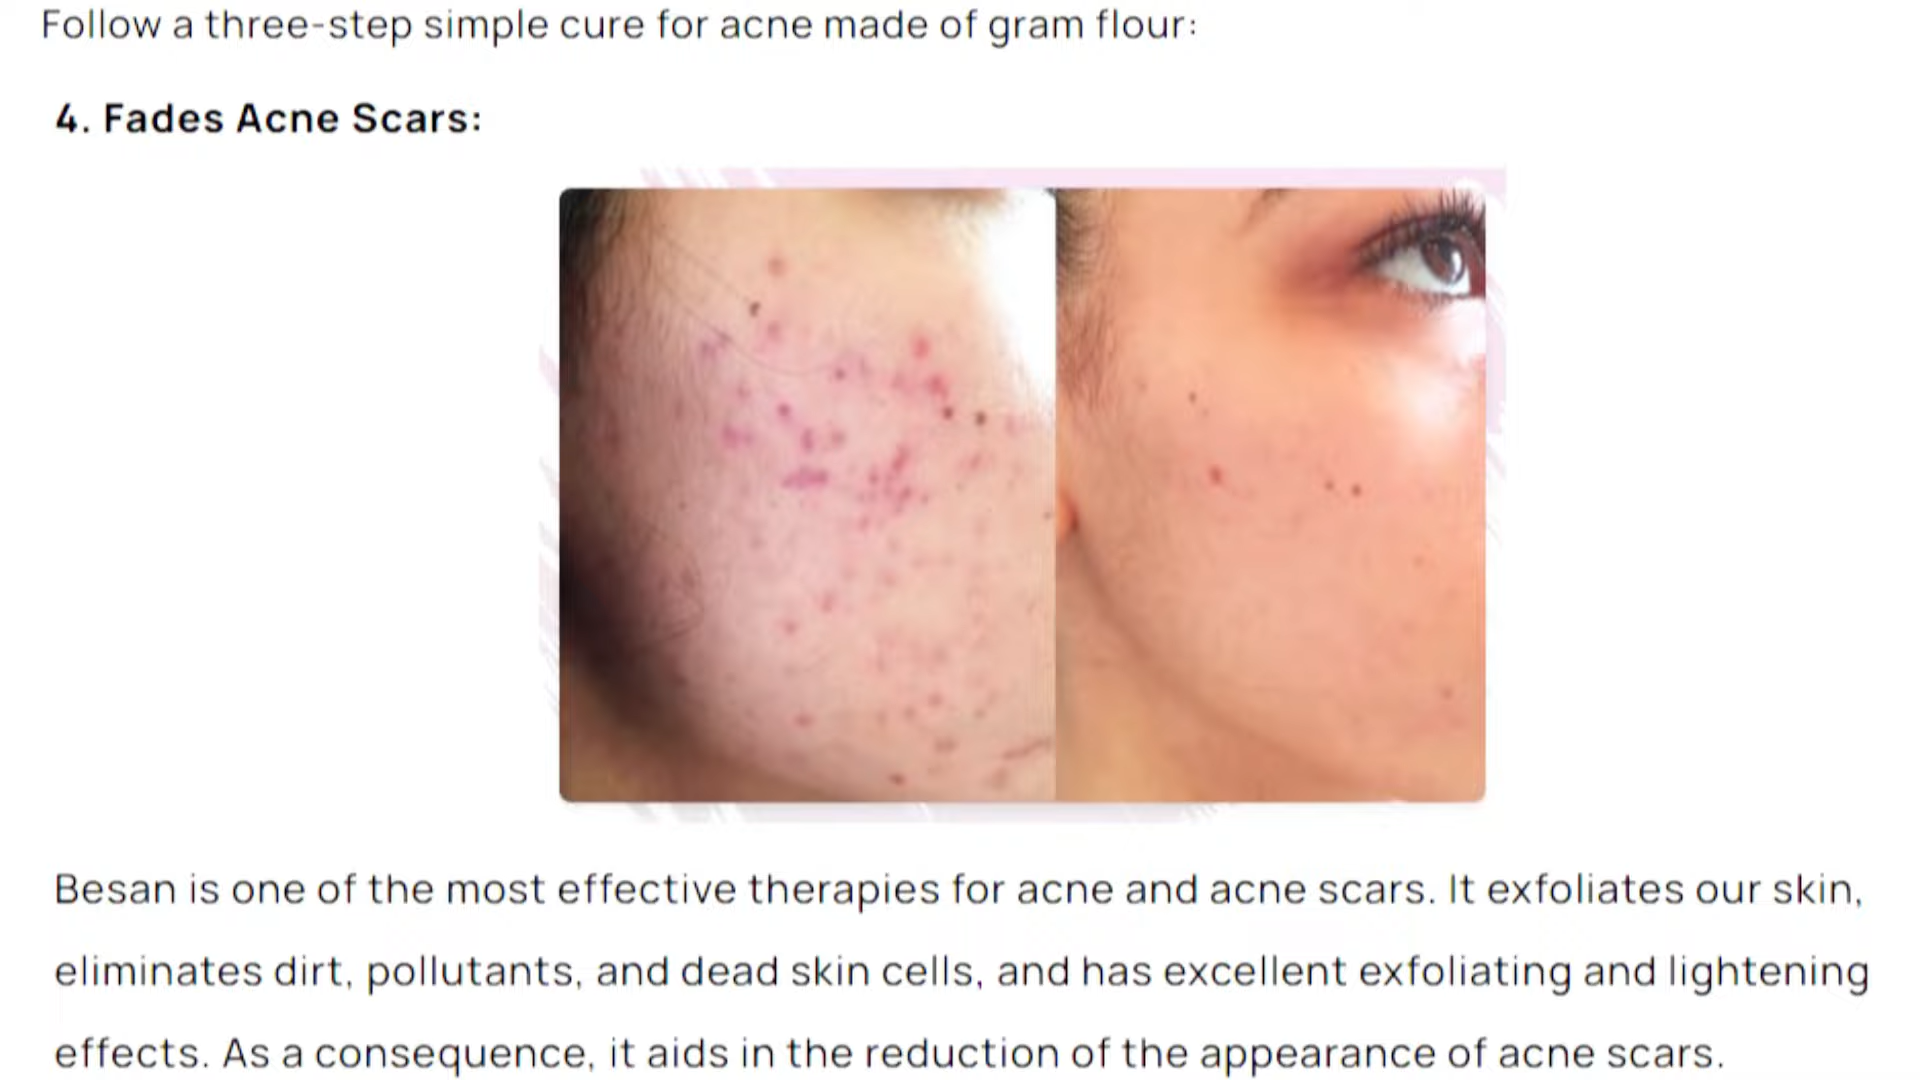 Follow a three-step simple cure for acne made of gram flour:
4. Fades Acne Scars:
Besan is one of the most effective therapies for acne and acne scars. It exfoliates our skin,
eliminates dirt, pollutants, and dead skin cells, and has excellent exfoliating and lightening
effects. As a consequence, it aids in the reduction of the appearance of acne scars.